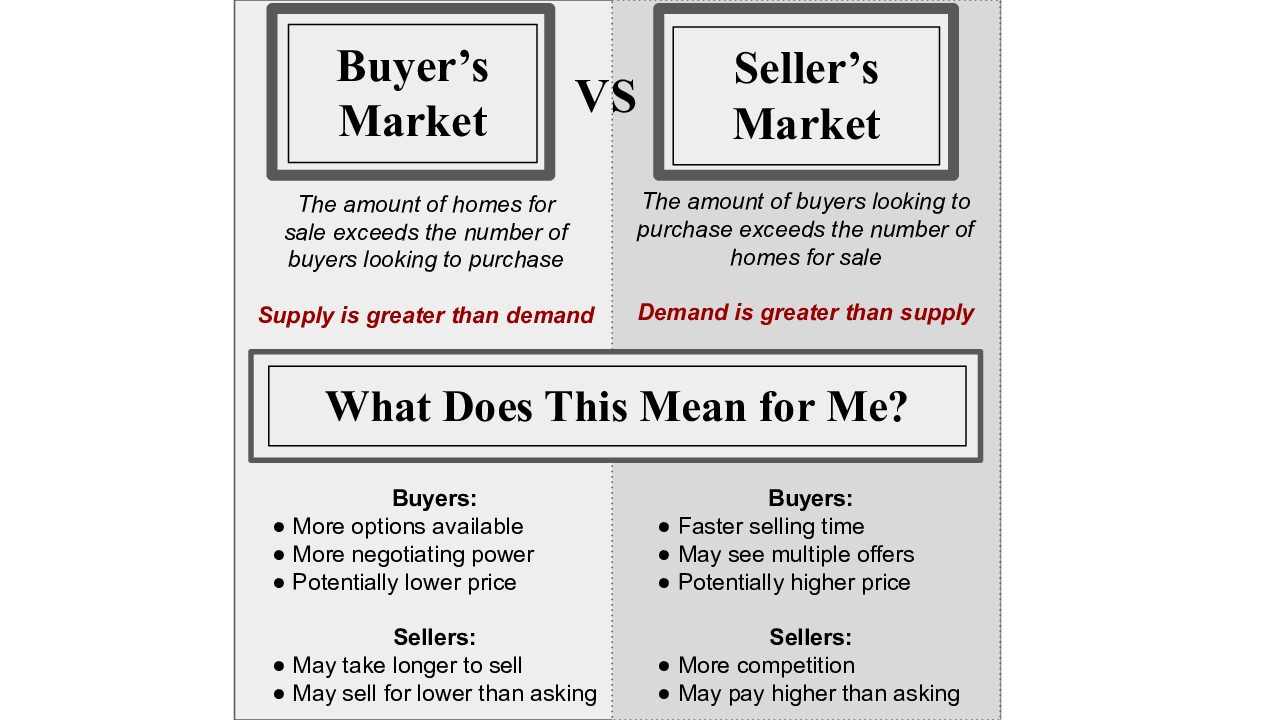 Buyer’s
Market
VS
Seller’s
Market
The amount of homes for
sale exceeds the number of
buyers looking to purchase
Supply is greater than demand
The amount of buyers looking to
purchase exceeds the number of
homes for sale
Demand is greater than supply
What Does This Mean for Me?
Buyers:
● More options available
● More negotiating power
● Potentially lower price
Sellers:
● May take longer to sell
● May sell for lower than asking
Buyers:
● Faster selling time
● May see multiple offers
● Potentially higher price
Sellers:
● More competition
● May pay higher than asking